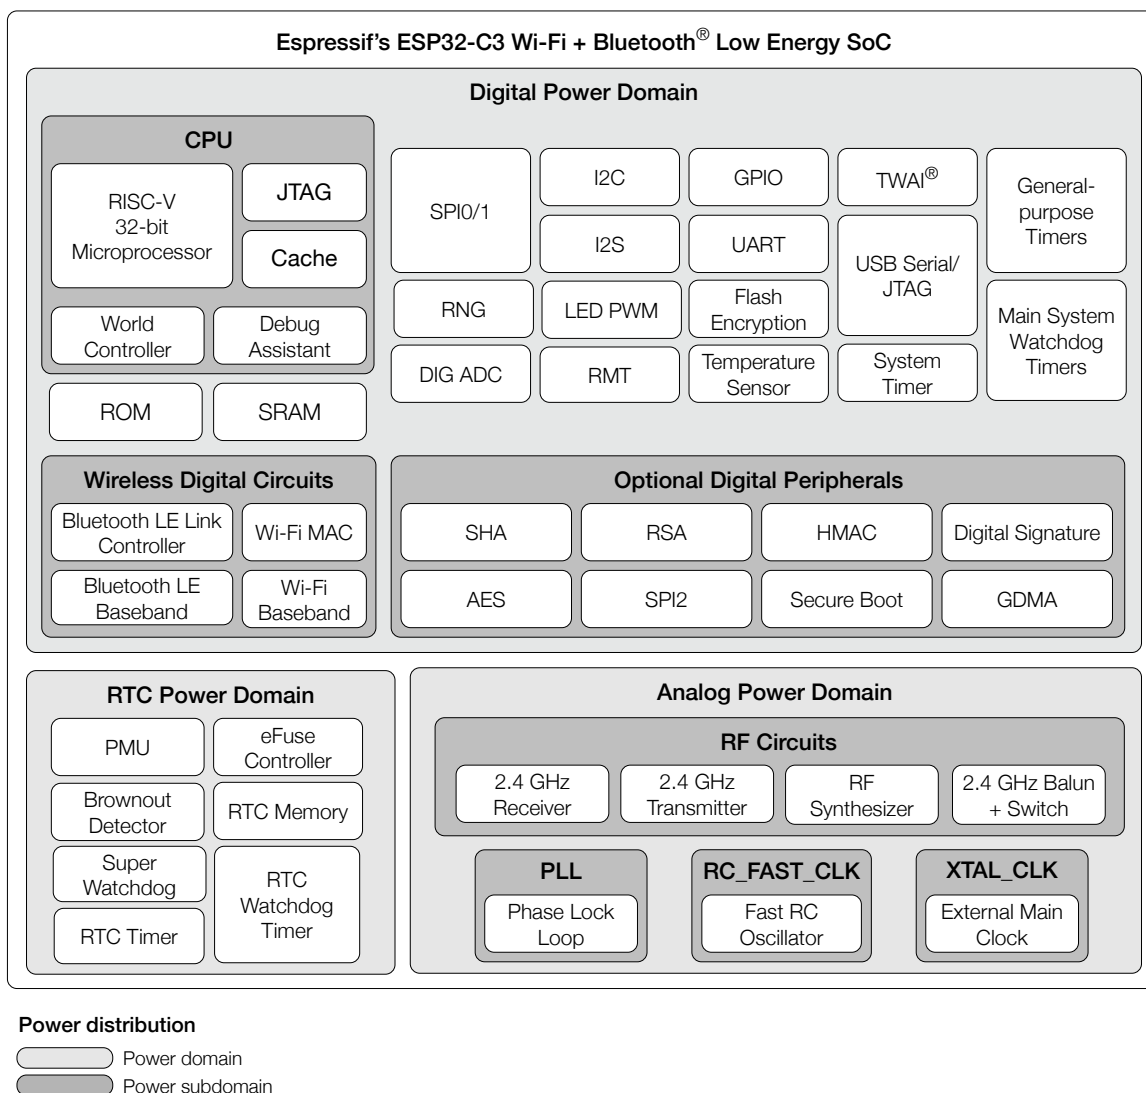 Espressif's ESP32-C3 Wi-Fi + Bluetooth® Low Energy SoC
Digital Power Domain
CPU
RISC-V
32-bit
Microprocessor
JTAG
Cache
World
Controller
Debug
Assistant
ROM
SRAM
SPI0/1
I2C
GPIO
TWAI®
General-
purpose
Timers
I2S
UART
USB Serial/
JTAG
RNG
LED PWM
Flash
Encryption
Main System
Watchdog
Timers
DIG ADC
RMT
Temperature
Sensor
System
Timer
Wireless Digital Circuits
Bluetooth LE Link
Controller
Wi-Fi MAC
Bluetooth LE
Baseband
Wi-Fi
Baseband
Optional Digital Peripherals
SHA
RSA
HMAC
Digital Signature
AES
SPI2
Secure Boot
GDMA
RTC Power Domain
PMU
eFuse
Controller
Brownout
Detector
RTC Memory
Super
Watchdog
RTC
Watchdog
Timer
RTC Timer
Analog Power Domain
RF Circuits
2.4 GHz
Receiver
2.4 GHz
Transmitter
RF
Synthesizer
2.4 GHz Balun
+ Switch
PLL
Phase Lock
Loop
RC_FAST_CLK
Fast RC
Oscillator
XTAL_CLK
External Main
Clock
Power distribution
Power domain
Power subdomain